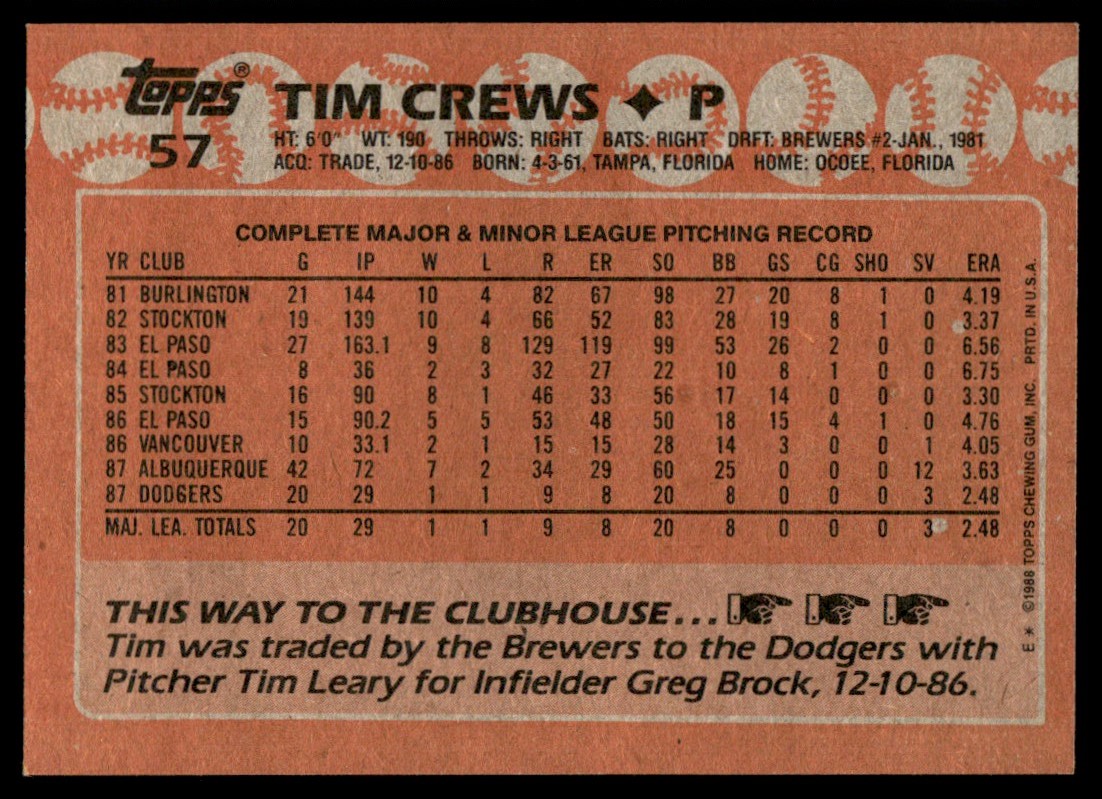 Topps® TIM CREWS ✦ P
57
HT: 6'0" WT: 190 THROWS: RIGHT BATS: RIGHT DRFT: BREWERS #2-JAN., 1981
ACQ: TRADE, 12-10-86 BORN: 4-3-61, TAMPA, FLORIDA HOME: OCOEE, FLORIDA
COMPLETE MAJOR & MINOR LEAGUE PITCHING RECORD
YR CLUB G IP W L R ER SO BB GS CG SHO SV ERA
81 BURLINGTON 21 144 10 4 82 67 98 27 20 8 1 0 4.19
82 STOCKTON 19 139 10 4 66 52 83 28 19 8 1 0 3.37
83 EL PASO 27 163.1 9 8 129 119 99 53 26 2 0 0 6.56
84 EL PASO 8 36 2 3 32 27 22 10 8 1 0 0 6.75
85 STOCKTON 16 90 8 1 46 33 56 17 14 0 0 0 3.30
86 EL PASO 15 90.2 5 5 53 48 50 18 15 4 1 0 4.76
86 VANCOUVER 10 33.1 2 1 15 15 28 14 3 0 0 1 4.05
87 ALBUQUERQUE 42 72 7 2 34 29 60 25 0 0 0 12 3.63
87 DODGERS 20 29 1 1 9 8 20 8 0 0 0 3 2.48
MAJ. LEA. TOTALS 20 29 1 1 9 8 20 8 0 0 0 3 2.48
THIS WAY TO THE CLUBHOUSE...
Tim was traded by the Brewers to the Dodgers with
Pitcher Tim Leary for Infielder Greg Brock, 12-10-86.
E* ©1988 TOPPS CHEWING GUM, INC. PRTD. IN U.S.A.